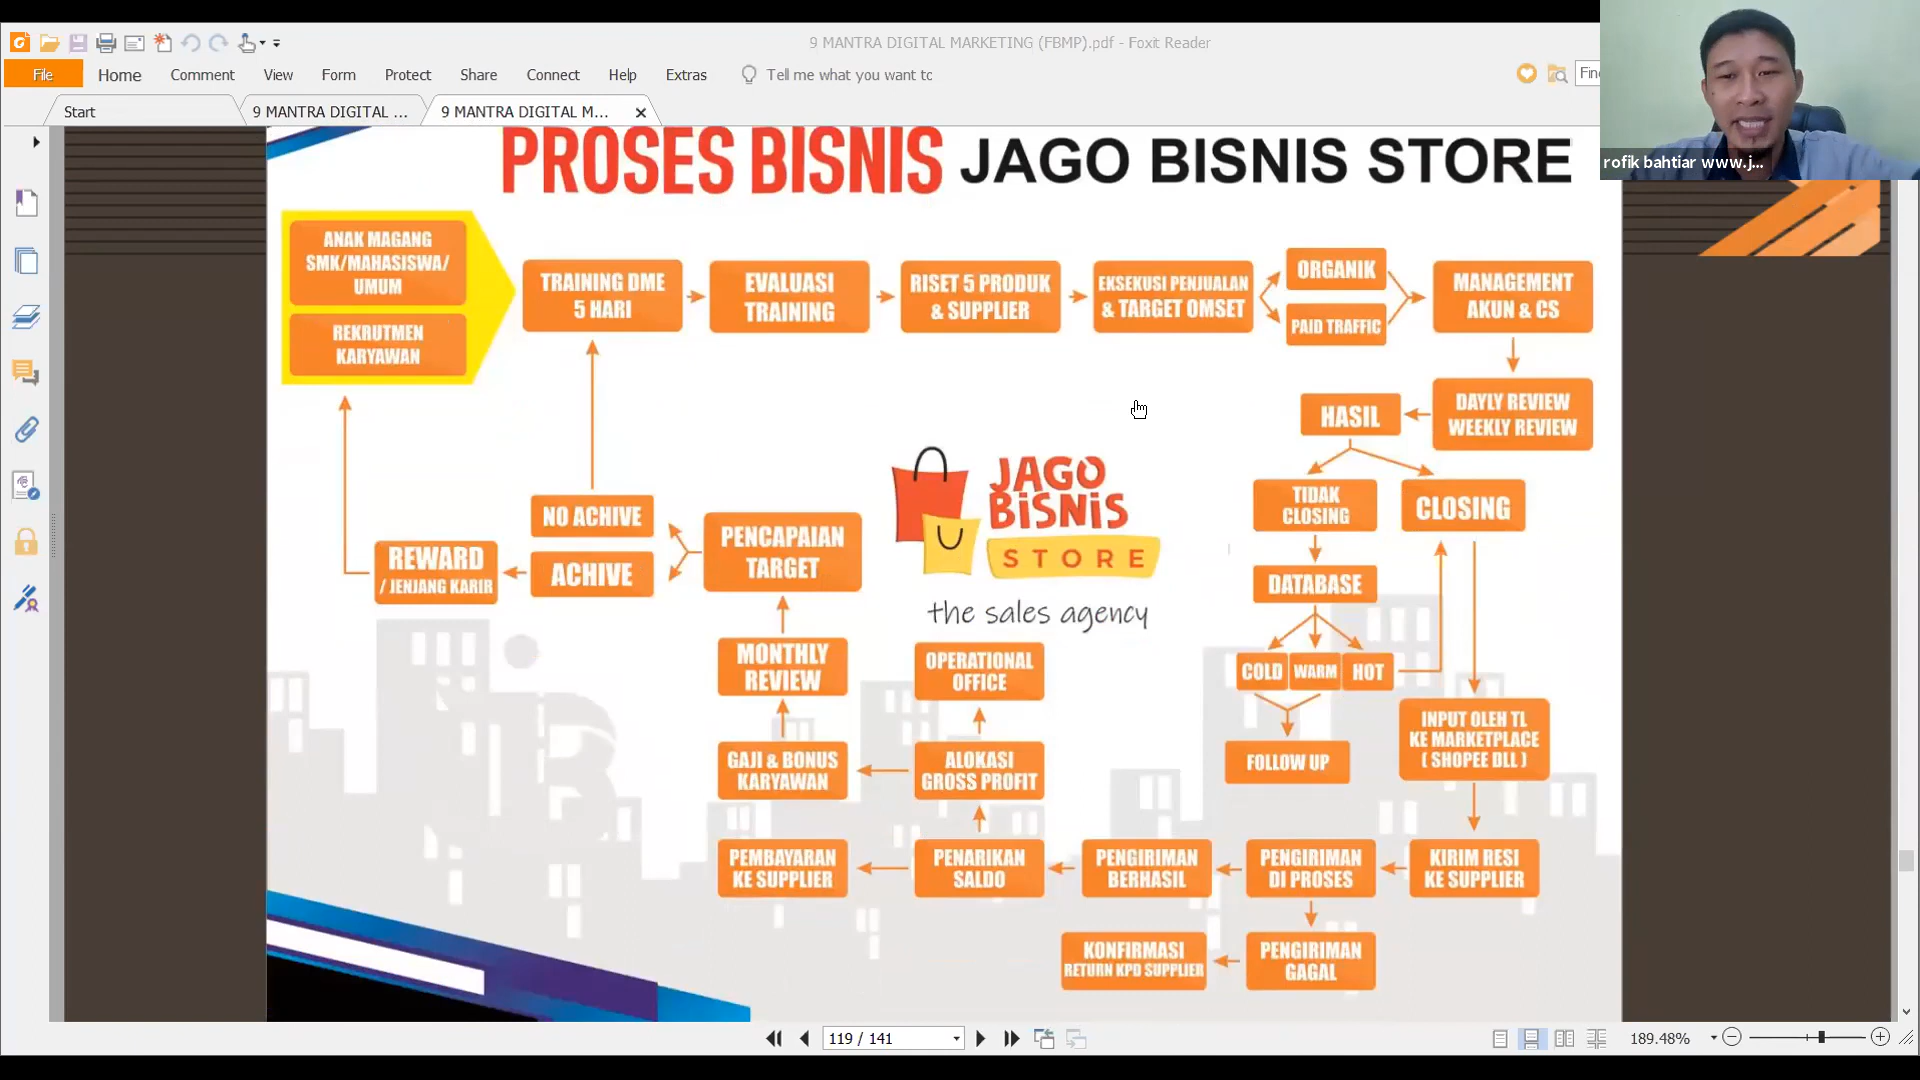 9 MANTRA DIGITAL MARKETING (FBMP).pdf - Foxit Reader
File
Home
Comment
View
Form
Protect
Share
Connect
Help
Extras
Tell me what you want to
Start
9 MANTRA DIGITAL ...
9 MANTRA DIGITAL M...
rofik bahtiar www.j...
PROSES BISNIS JAGO BISNIS STORE
ANAK MAGANG
SMK/MAHASISWA/
UMUM
REKRUTMEN
KARYAWAN
TRAINING DME
5 HARI
EVALUASI
TRAINING
RISET 5 PRODUK
& SUPPLIER
EKSEKUSI PENJUALAN
& TARGET OMSET
ORGANIK
PAID TRAFFIC
MANAGEMENT
AKUN & CS
DAYLY REVIEW
WEEKLY REVIEW
HASIL
TIDAK
CLOSING
CLOSING
DATABASE
COLD
WARM
HOT
FOLLOW UP
INPUT OLEH TL
KE MARKETPLACE
( SHOPEE DLL )
KIRIM RESI
KE SUPPLIER
PENGIRIMAN
DI PROSES
PENGIRIMAN
GAGAL
KONFIRMASI
RETURN KPD SUPPLIER
PENGIRIMAN
BERHASIL
PENARIKAN
SALDO
PEMBAYARAN
KE SUPPLIER
ALOKASI
GROSS PROFIT
OPERATIONAL
OFFICE
GAJI & BONUS
KARYAWAN
MONTHLY
REVIEW
PENCAPAIAN
TARGET
NO ACHIVE
ACHIVE
REWARD
/ JENJANG KARIR
JAGO
BISNIS
STORE
the sales agency
119 / 141
189.48%